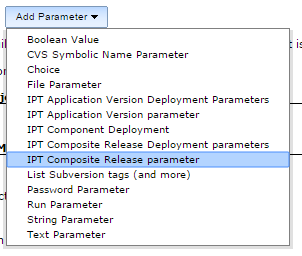 Add Parameter
Boolean Value
CVS Symbolic Name Parameter
Choice
File Parameter
IPT Application Version Deployment Parameters
IPT Application Version parameter
IPT Component Deployment
IPT Composite Release Deployment parameters
IPT Composite Release parameter
List Subversion tags (and more)
Password Parameter
Run Parameter
String Parameter
Text Parameter